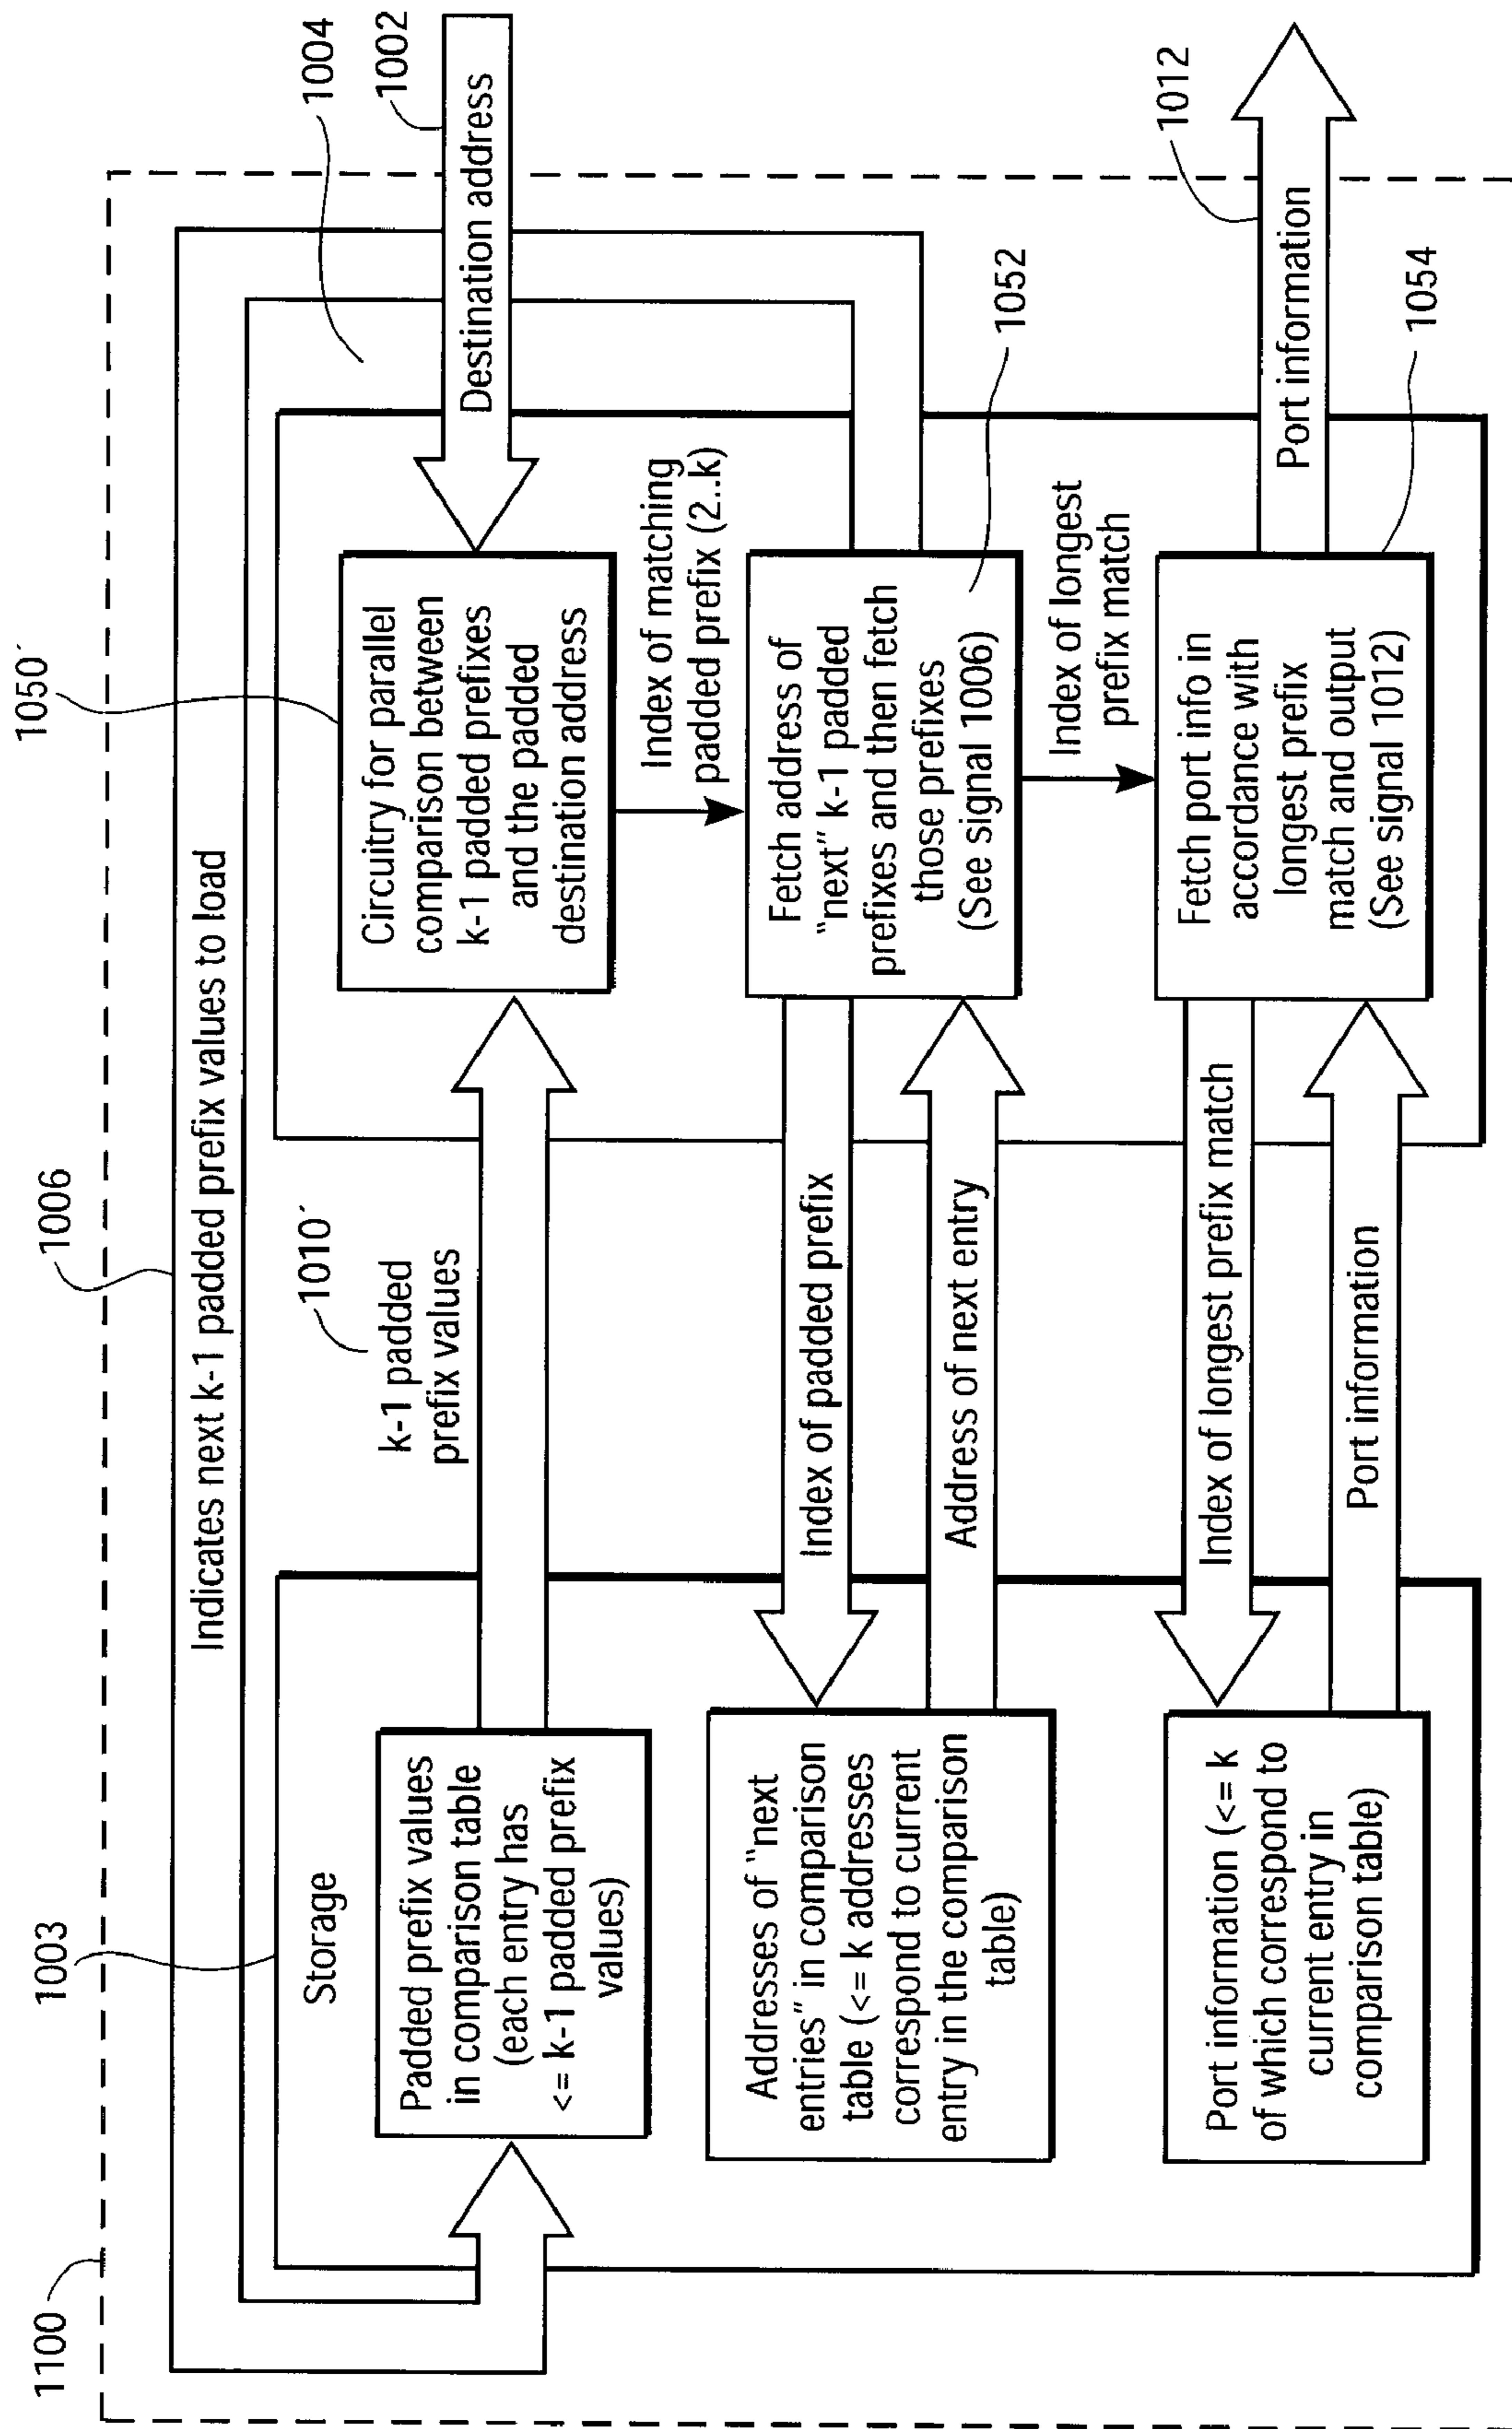 1100
1003
1006
1050´
Indicates next k-1 padded prefix values to load
1004
1002
Storage
1010´
k-1 padded
prefix values
Destination address
Padded prefix values
in comparison table
(each entry has
<= k-1 padded prefix
values)
Circuitry for parallel
comparison between
k-1 padded prefixes
and the padded
destination address
Index of matching
padded prefix (2..k)
Addresses of "next
entries" in comparison
table (<= k addresses
correspond to current
entry in the comparison
table)
Index of padded prefix
Address of next entry
Fetch address of
"next" k-1 padded
prefixes and then fetch
those prefixes
(See signal 1006)
1052
Index of longest
prefix match
Port information (<= k
of which correspond to
current entry in
comparison table)
Index of longest prefix match
Port information
Fetch port info in
accordance with
longest prefix
match and output
(See signal 1012)
1012
Port information
1054